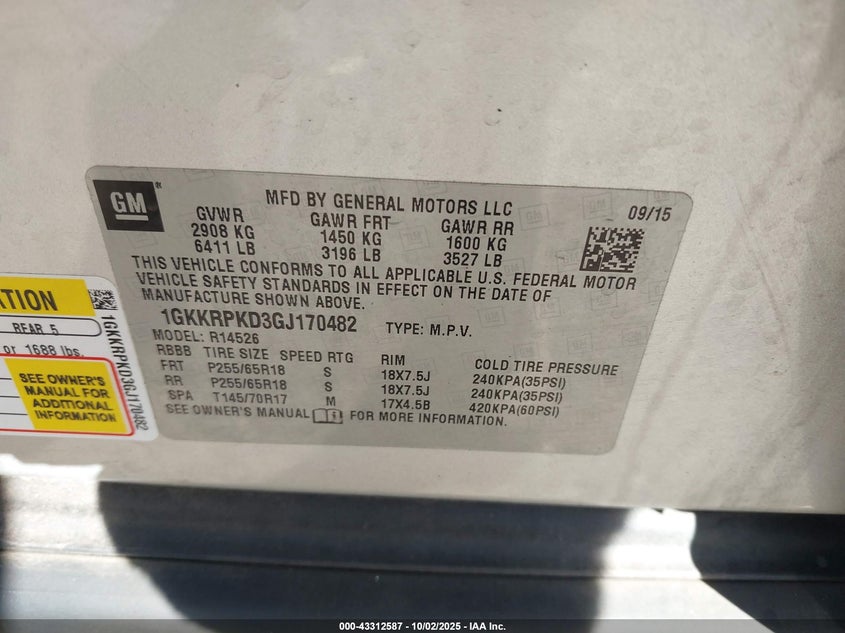 GM
®
MFD BY GENERAL MOTORS LLC
09/15
GVWR GAWR FRT GAWR RR
2908 KG 1450 KG 1600 KG
6411 LB 3196 LB 3527 LB
THIS VEHICLE CONFORMS TO ALL APPLICABLE U.S. FEDERAL MOTOR
VEHICLE SAFETY STANDARDS IN EFFECT ON THE DATE OF
MANUFACTURE SHOWN ABOVE.
1GKKRPKD3GJ170482 TYPE: M.P.V.
MODEL: R14526
RBBB TIRE SIZE SPEED RTG RIM COLD TIRE PRESSURE
FRT P255/65R18 S 18X7.5J 240KPA(35PSI)
RR P255/65R18 S 18X7.5J 240KPA(35PSI)
SPA T145/70R17 M 17X4.5B 420KPA(60PSI)
SEE OWNER'S MANUAL FOR MORE INFORMATION.
REAR 5
or 1688 lbs.
SEE OWNER'S
MANUAL FOR
ADDITIONAL
INFORMATION
1GKKRPKD3GJ170482
000-43312587 - 10/02/2025 - IAA Inc.